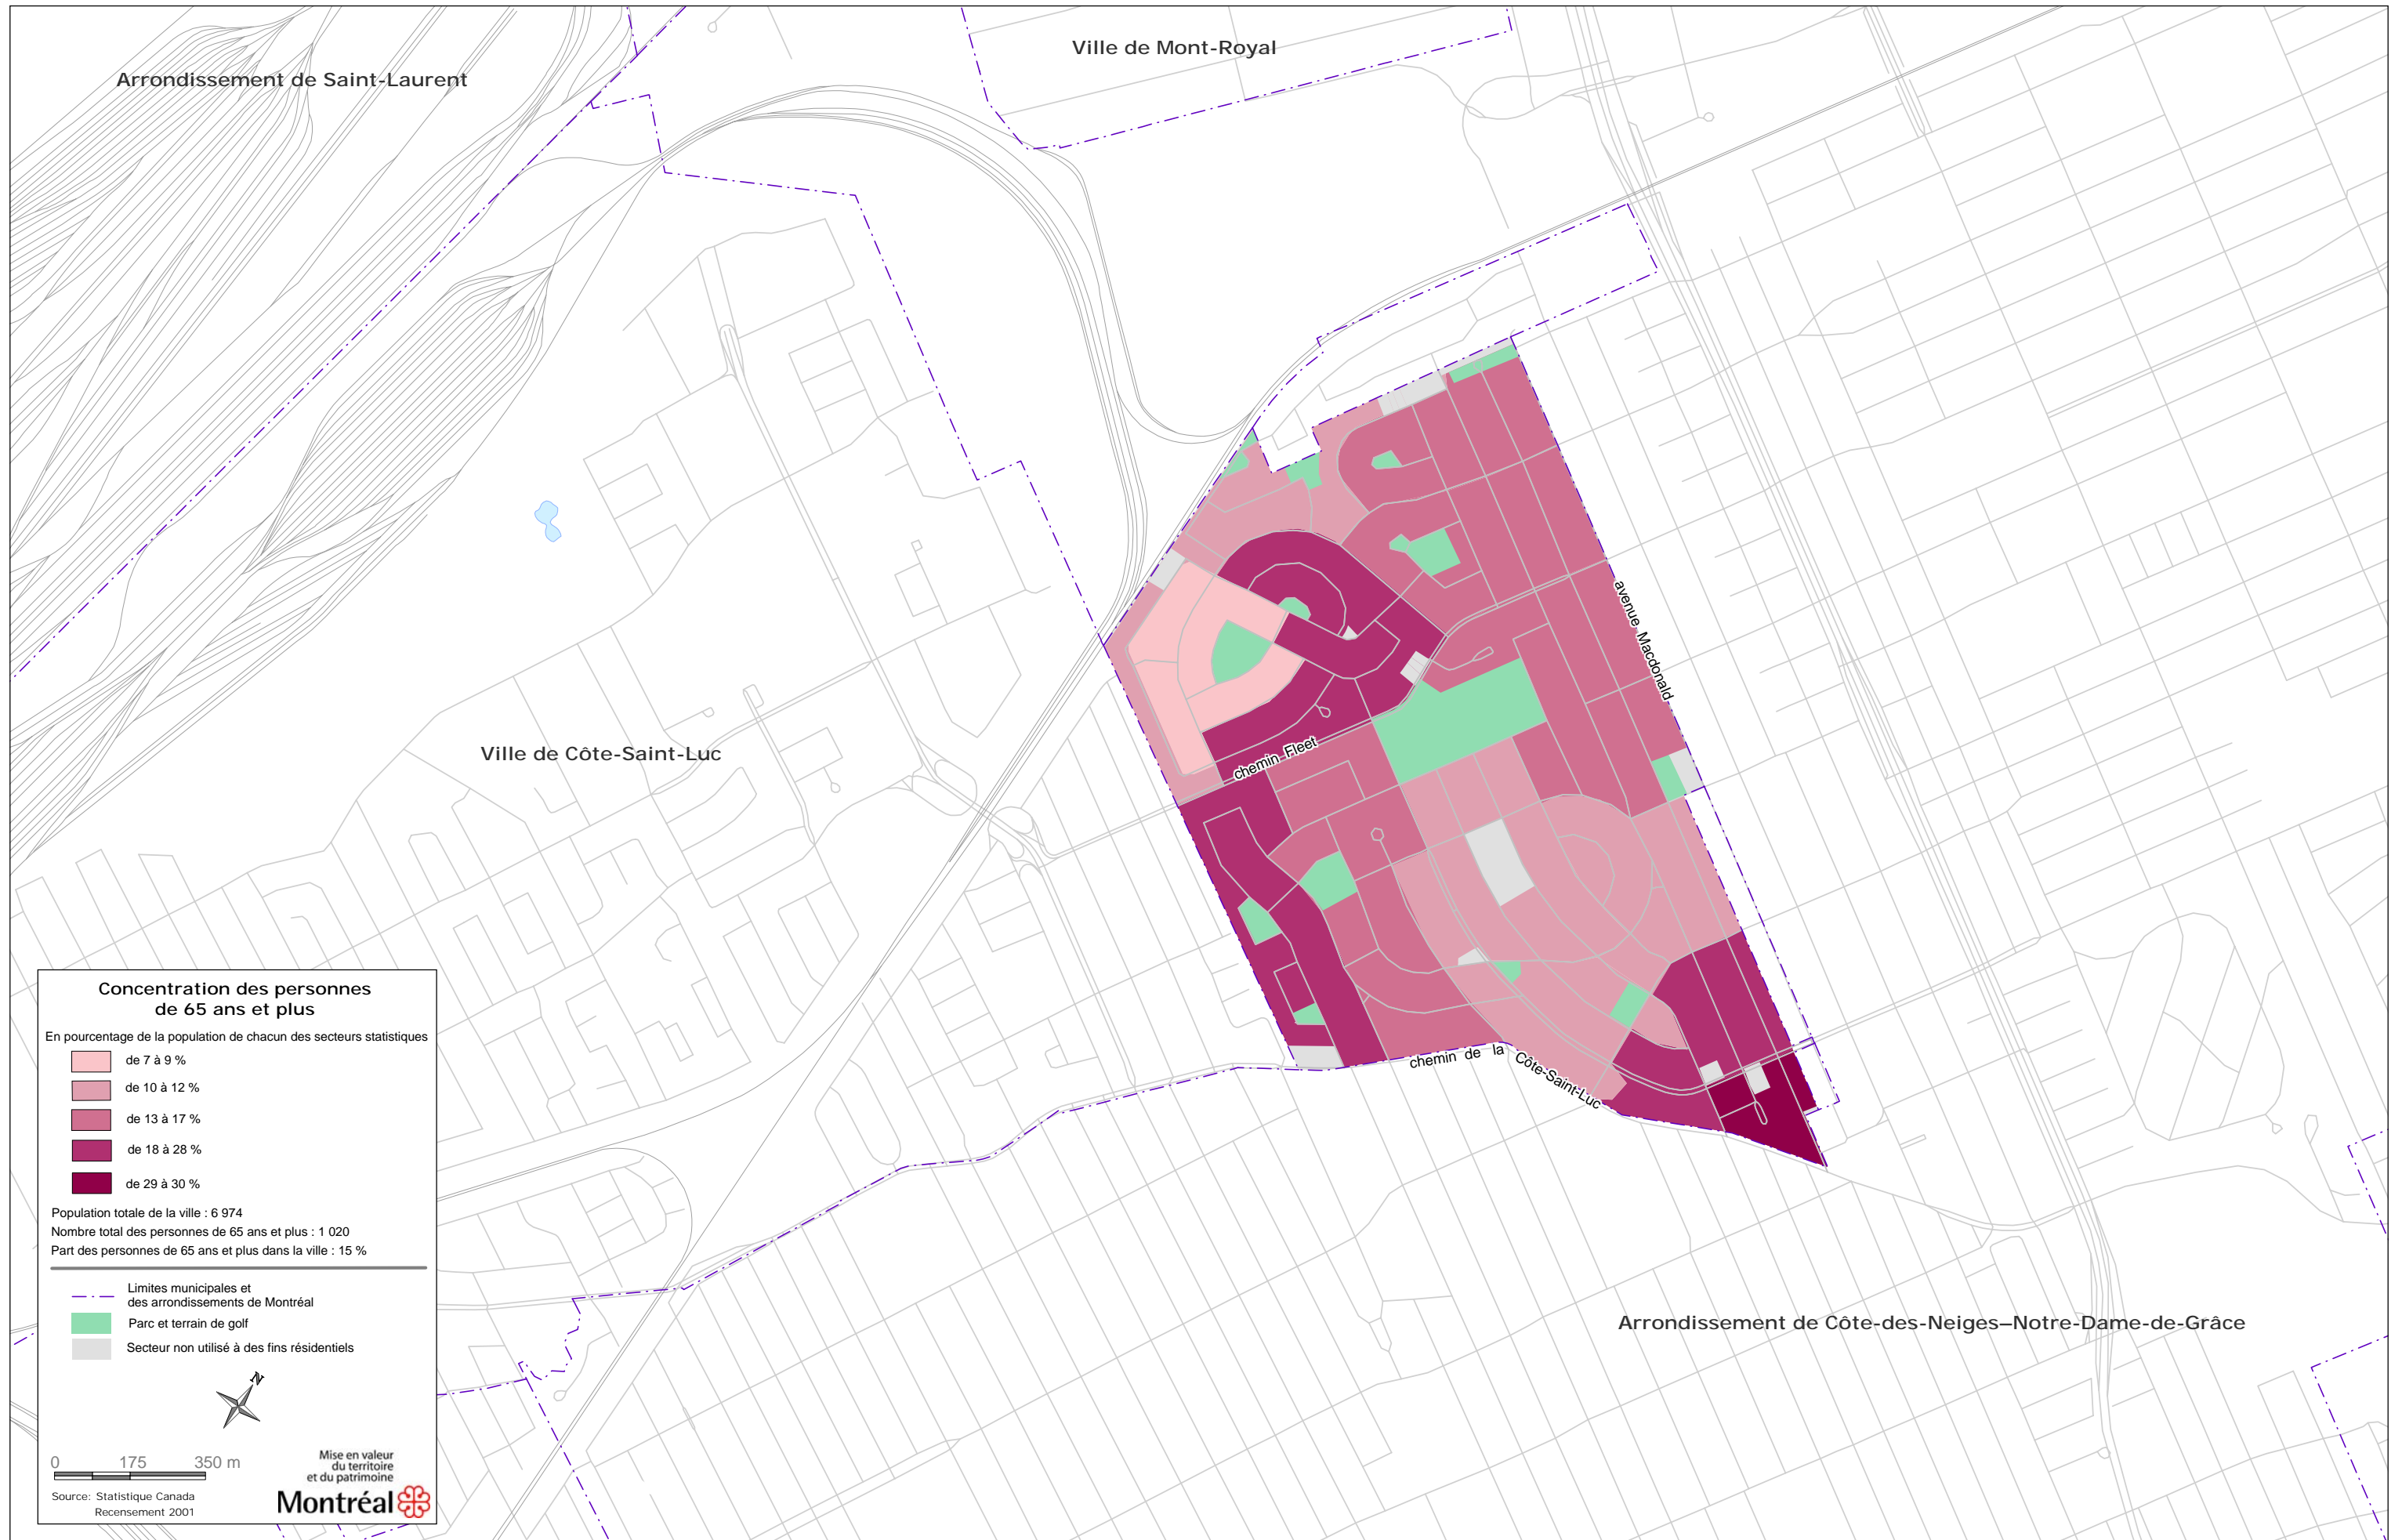 Arrondissement de Saint-Laurent
Ville de Mont-Royal
avenue Macdonald
Ville de Côte-Saint-Luc
chemin Fleet
chemin de la Côte-Saint-Luc
Arrondissement de Côte-des-Neiges–Notre-Dame-de-Grâce
Concentration des personnes
de 65 ans et plus
En pourcentage de la population de chacun des secteurs statistiques
de 7 à 9 %
de 10 à 12 %
de 13 à 17 %
de 18 à 28 %
de 29 à 30 %
Population totale de la ville : 6 974
Nombre total des personnes de 65 ans et plus : 1 020
Part des personnes de 65 ans et plus dans la ville : 15 %
Limites municipales et
des arrondissements de Montréal
Parc et terrain de golf
Secteur non utilisé à des fins résidentiels
N
0 175 350 m
Source: Statistique Canada
Recensement 2001
Mise en valeur
du territoire
et du patrimoine
Montréal